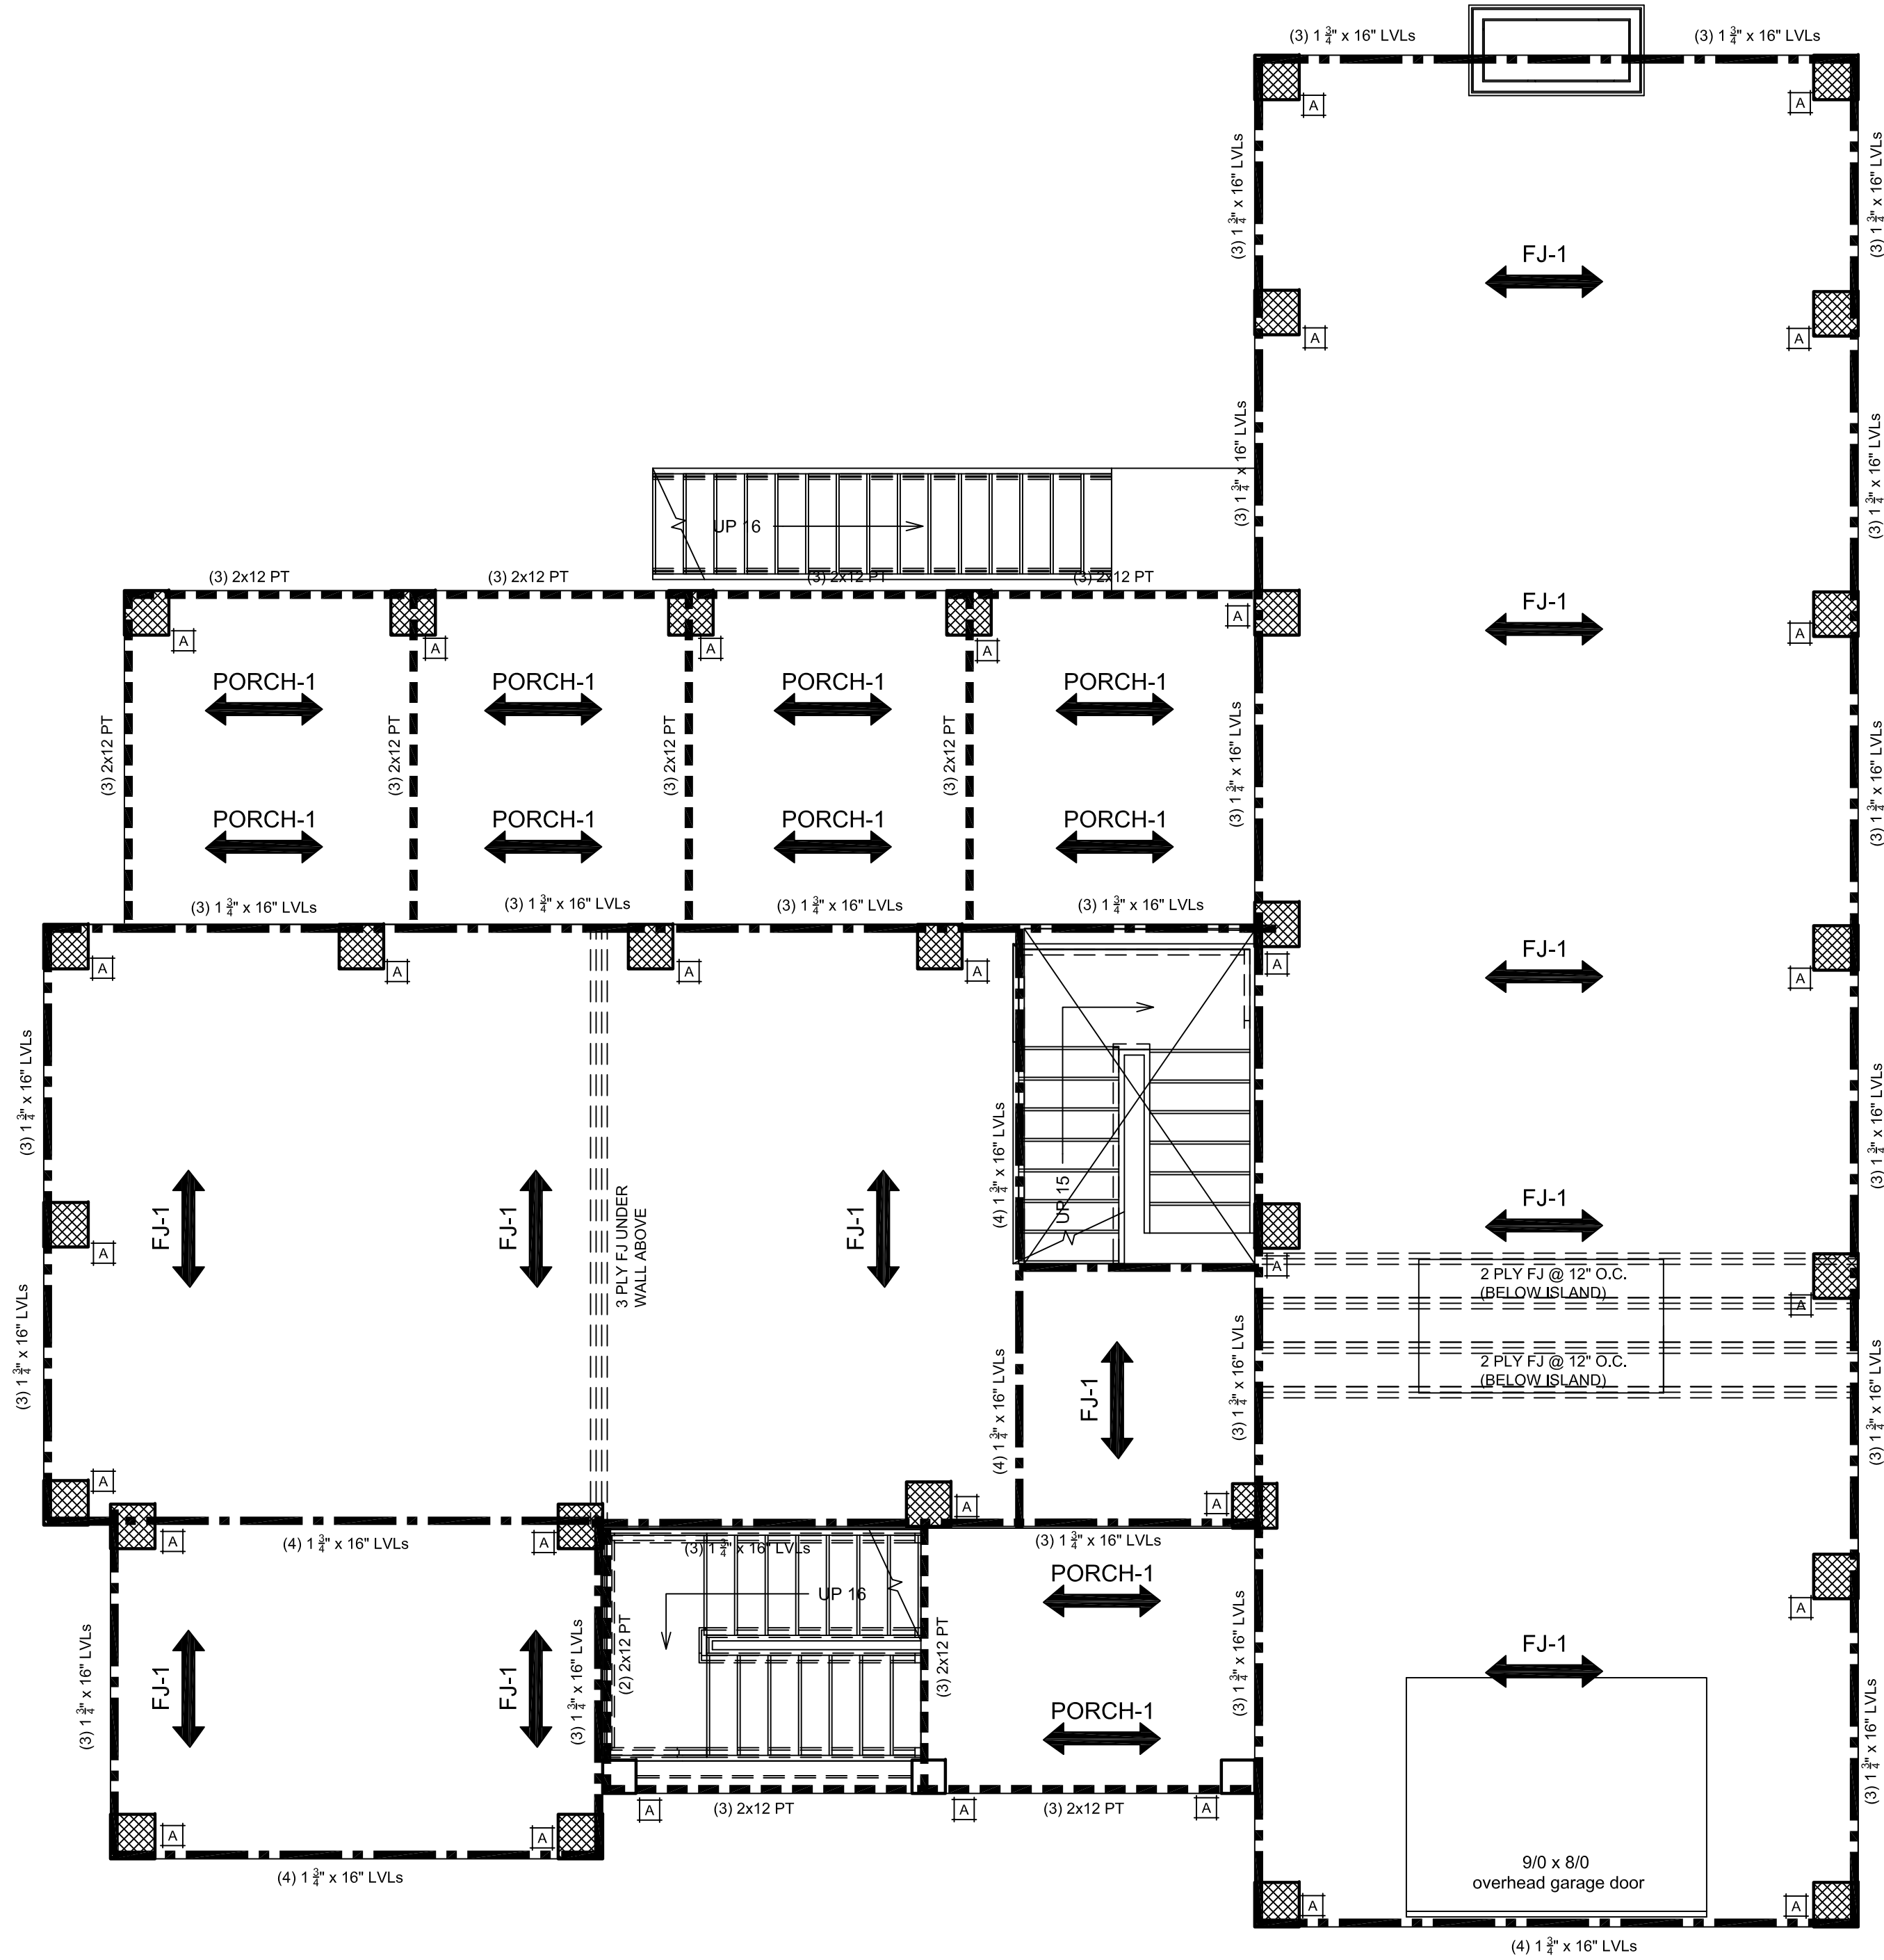 (3) 1 3/4" x 16" LVLs
(3) 1 3/4" x 16" LVLs
A
A
(3) 1 3/4" x 16" LVLs
(3) 1 3/4" x 16" LVLs
FJ-1
A
A
(3) 1 3/4" x 16" LVLs
(3) 1 3/4" x 16" LVLs
UP 16
(3) 2x12 PT
(3) 2x12 PT
(3) 2x12 PT
(3) 2x12 PT
A
A
A
A
A
FJ-1
A
PORCH-1
PORCH-1
PORCH-1
PORCH-1
(3) 2x12 PT
(3) 2x12 PT
(3) 2x12 PT
(3) 2x12 PT
(3) 1 3/4" x 16" LVLs
(3) 1 3/4" x 16" LVLs
PORCH-1
PORCH-1
PORCH-1
PORCH-1
(3) 1 3/4" x 16" LVLs
(3) 1 3/4" x 16" LVLs
(3) 1 3/4" x 16" LVLs
(3) 1 3/4" x 16" LVLs
A
A
A
A
A
FJ-1
A
(3) 1 3/4" x 16" LVLs
(4) 1 3/4" x 16" LVLs
UP 15
(3) 1 3/4" x 16" LVLs
FJ-1
FJ-1
3 PLY FJ UNDER
WALL ABOVE
FJ-1
FJ-1
A
A
2 PLY FJ @ 12" O.C.
(BELOW ISLAND)
A
(3) 1 3/4" x 16" LVLs
(4) 1 3/4" x 16" LVLs
FJ-1
(3) 1 3/4" x 16" LVLs
2 PLY FJ @ 12" O.C.
(BELOW ISLAND)
(3) 1 3/4" x 16" LVLs
A
A
A
A
A
(4) 1 3/4" x 16" LVLs
(3) 1 3/4" x 16" LVLs
(3) 1 3/4" x 16" LVLs
UP 16
PORCH-1
A
(3) 1 3/4" x 16" LVLs
FJ-1
FJ-1
(3) 1 3/4" x 16" LVLs
(2) 2x12 PT
(3) 2x12 PT
(3) 1 3/4" x 16" LVLs
FJ-1
(3) 1 3/4" x 16" LVLs
PORCH-1
A
A
A
A
A
(3) 2x12 PT
(3) 2x12 PT
(4) 1 3/4" x 16" LVLs
9/0 x 8/0
overhead garage door
A
A
(4) 1 3/4" x 16" LVLs